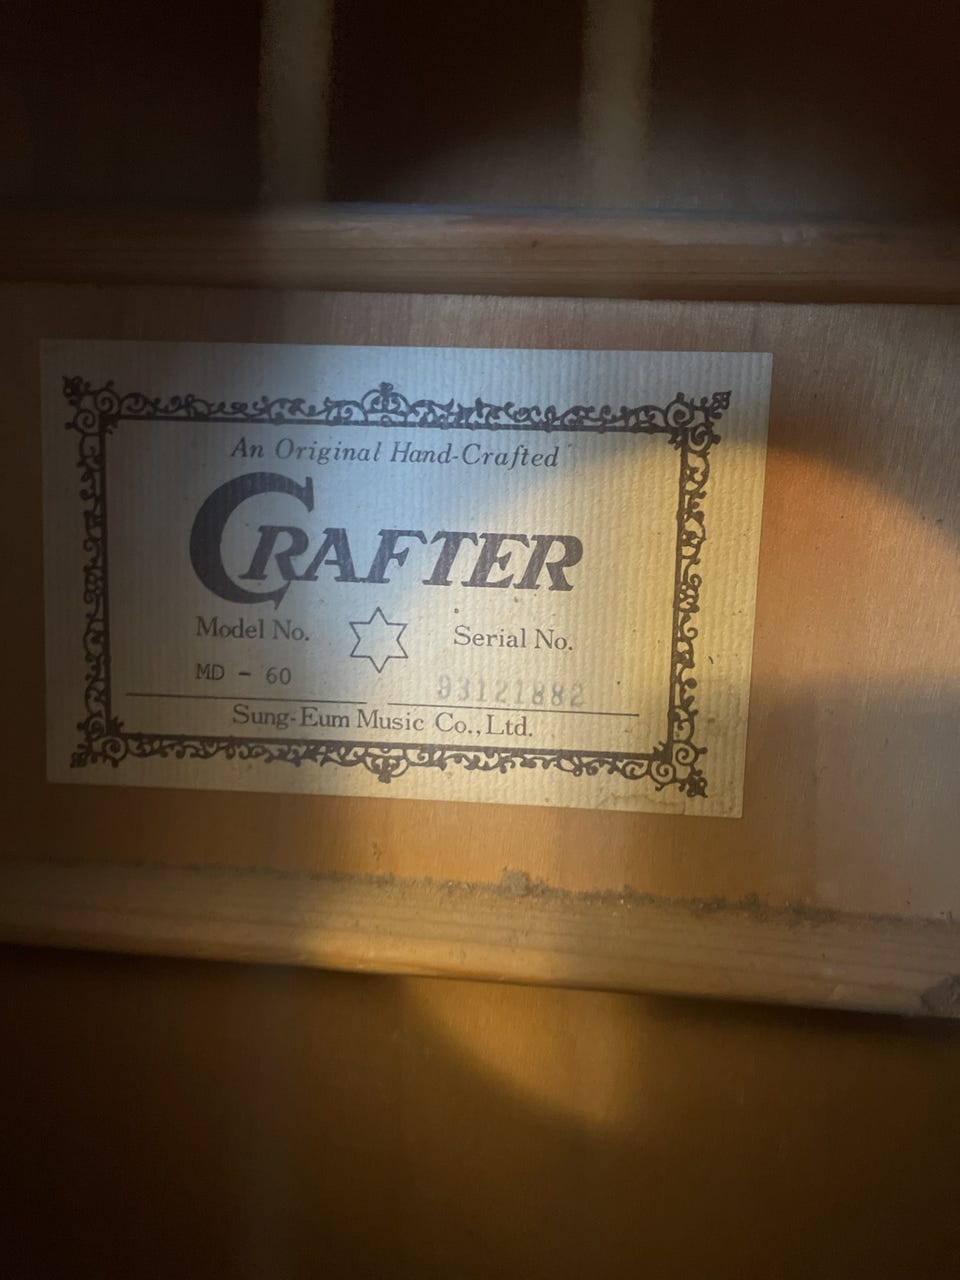 An Original Hand-Crafted
CRAFTER
Model No. Serial No.
MD - 60 93121882
Sung-Eum Music Co., Ltd.